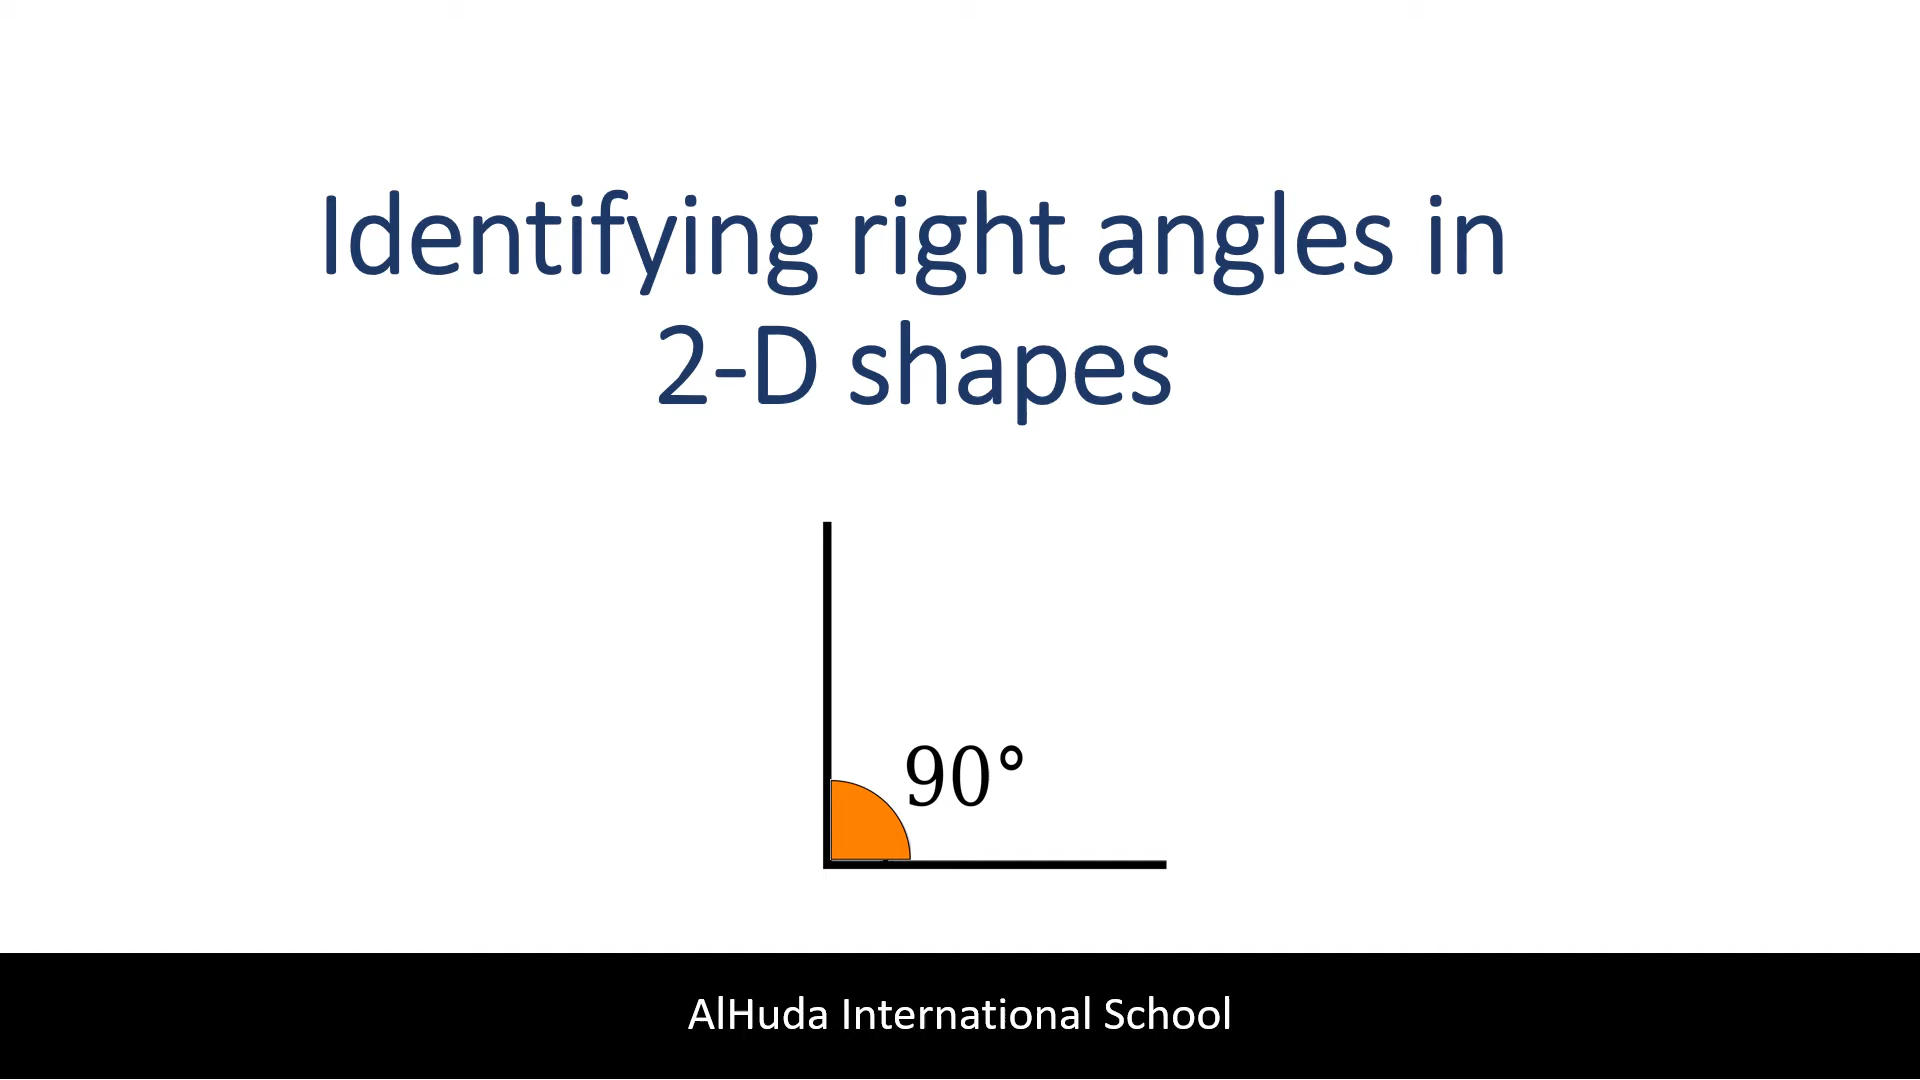 Identifying right angles in
2-D shapes
90°
AlHuda International School